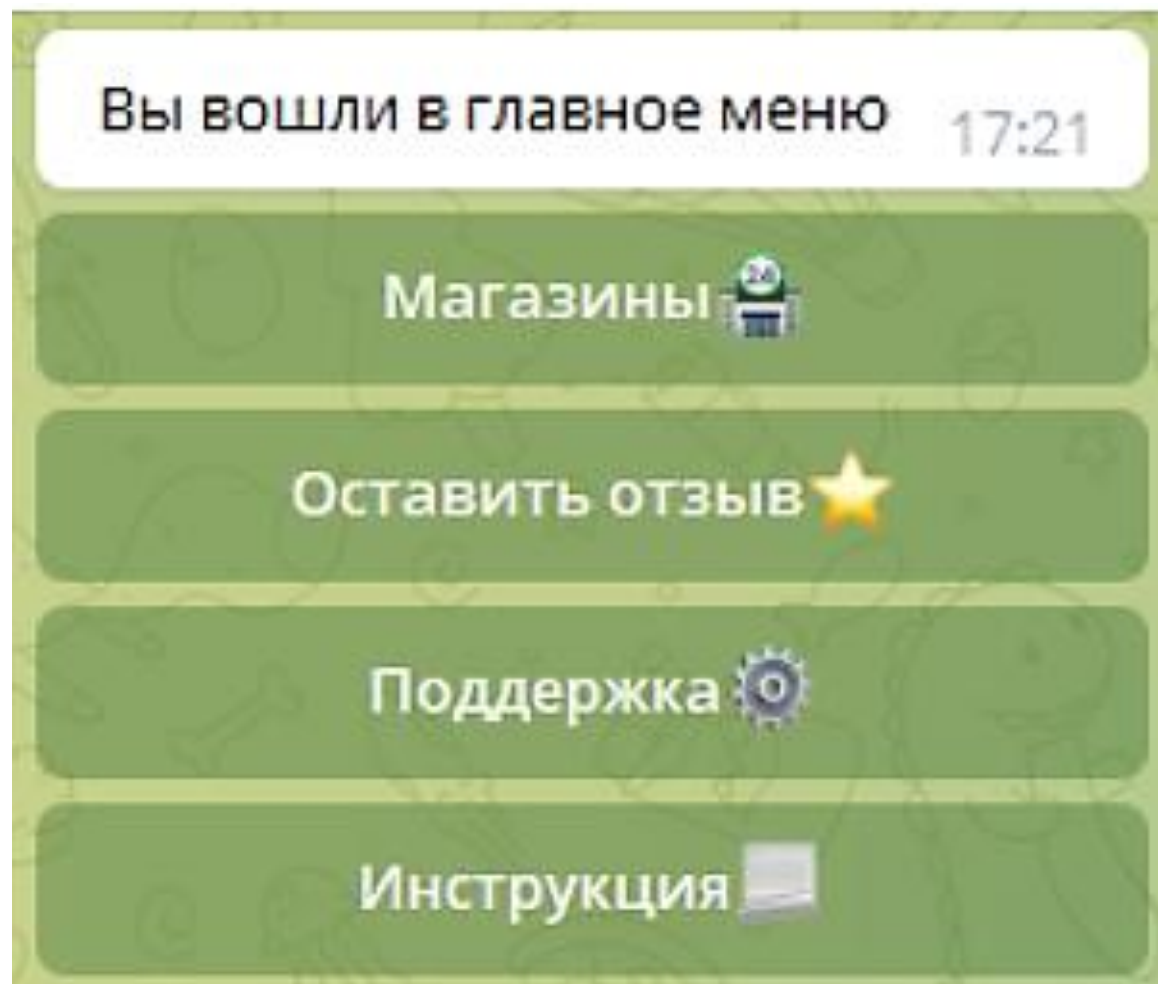 Вы вошли в главное меню 17:21
Магазины
Оставить отзыв
Поддержка
Инструкция